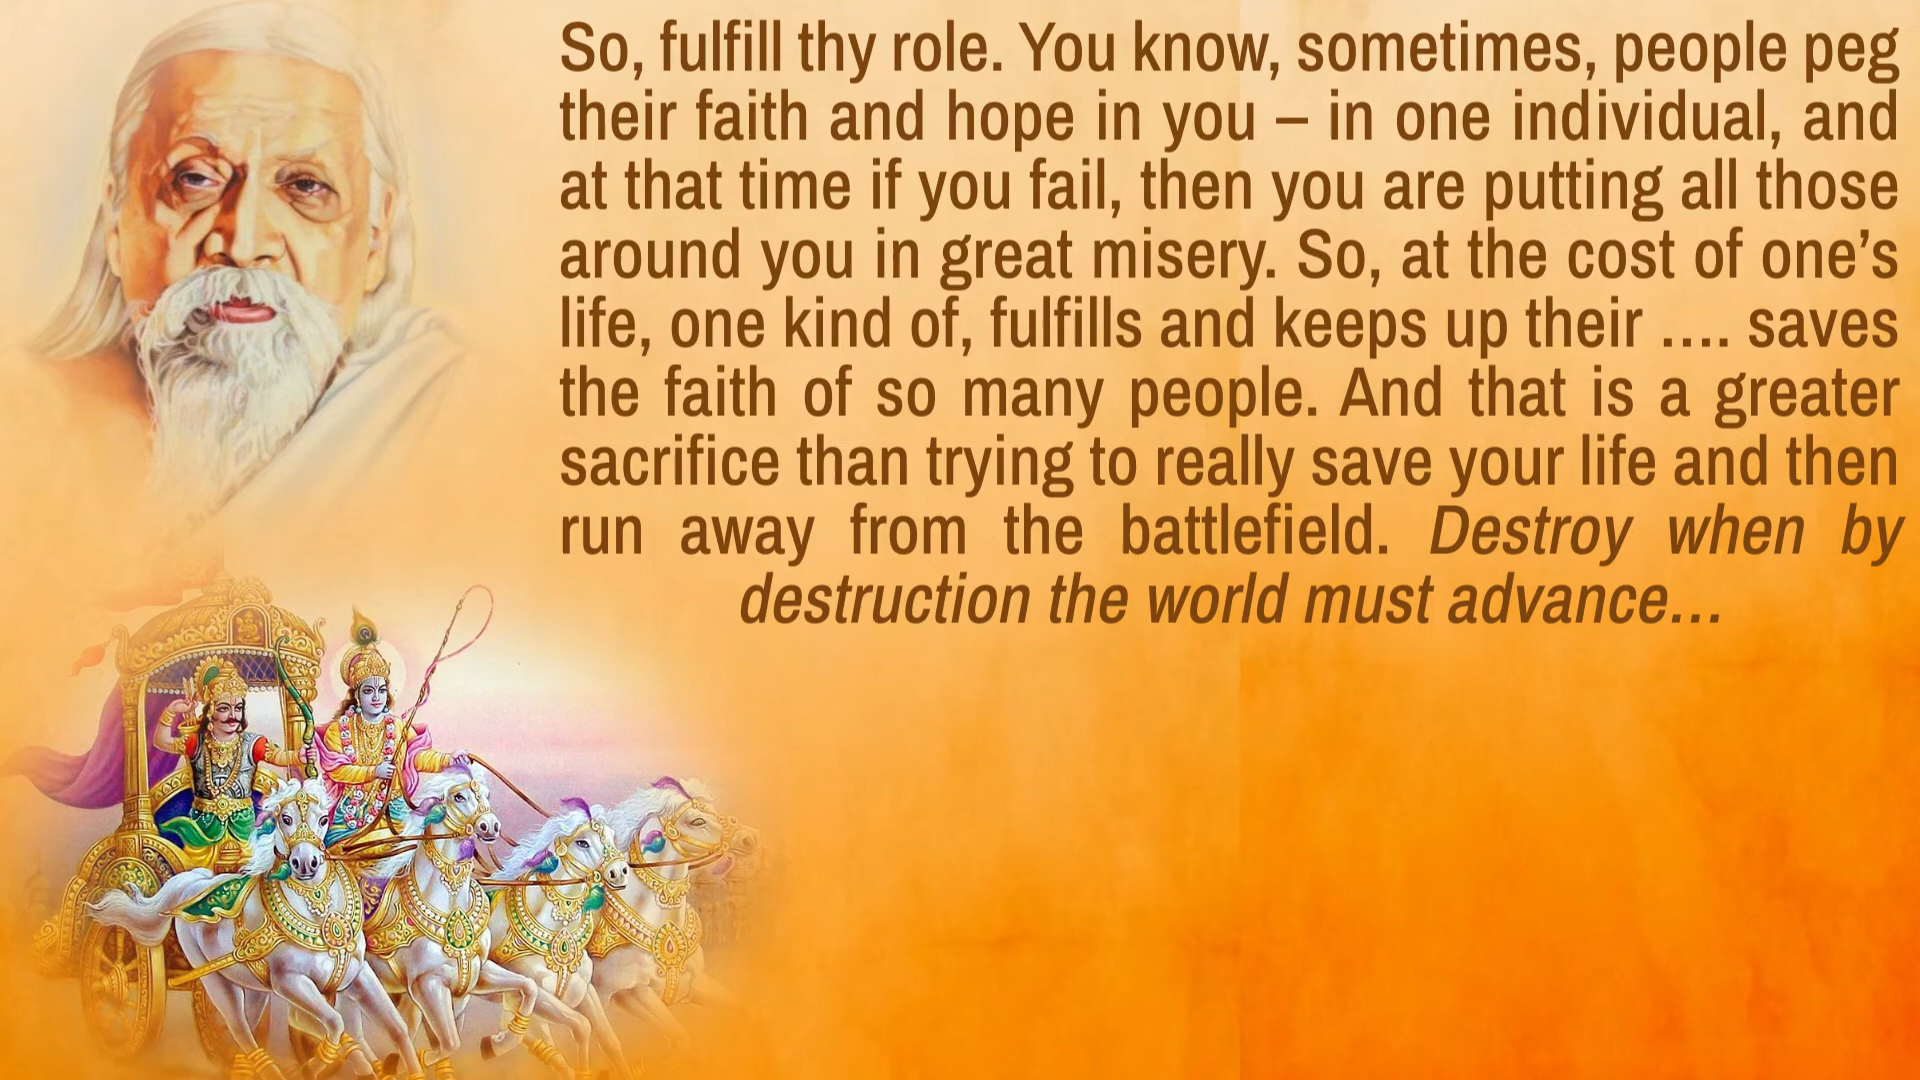 So, fulfill thy role. You know, sometimes, people peg
their faith and hope in you – in one individual, and
at that time if you fail, then you are putting all those
around you in great misery. So, at the cost of one’s
life, one kind of, fulfills and keeps up their .... saves
the faith of so many people. And that is a greater
sacrifice than trying to really save your life and then
run away from the battlefield. Destroy when by
destruction the world must advance…